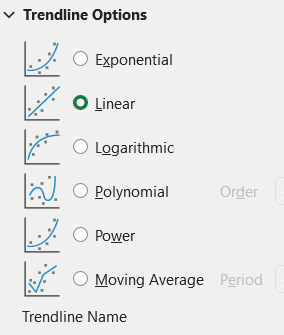 Trendline Options
Exponential
Linear
Logarithmic
Polynomial Order
Power
Moving Average Period
Trendline Name